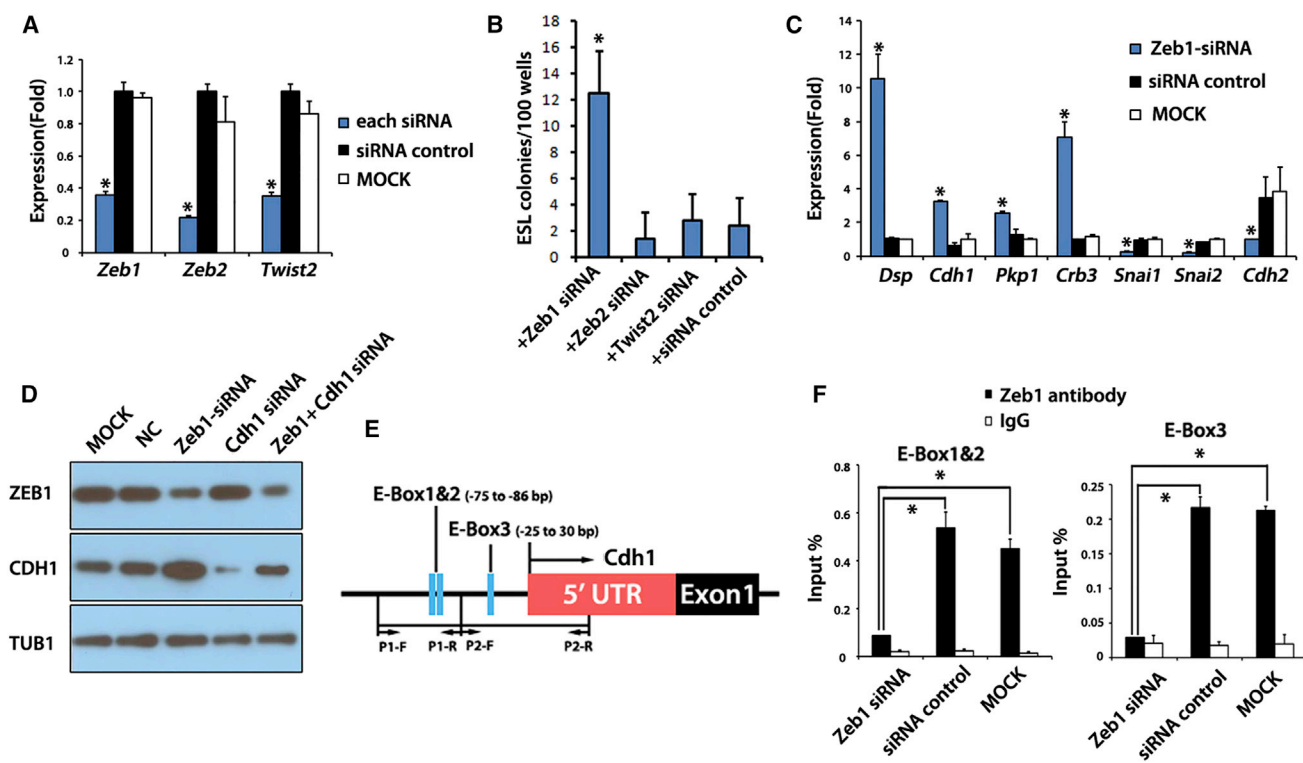 A
Expression(Fold)
1.2
1.0
0.8
0.6
0.4
0.2
0
*
*
*
Zeb1 Zeb2 Twist2
each siRNA
siRNA control
MOCK
B
ESL colonies/100 wells
18
16
14
12
10
8
6
4
2
0
*
+Zeb1 siRNA
+Zeb2 siRNA
+Twist2 siRNA
+siRNA control
C
Expression(Fold)
14
12
10
8
6
4
2
0
*
*
*
*
*
*
*
Dsp Cdh1 Pkp1 Crb3 Snai1 Snai2 Cdh2
Zeb1-siRNA
siRNA control
MOCK
D
MOCK
NC
Zeb1-siRNA
Cdh1 siRNA
Zeb1+Cdh1 siRNA
ZEB1
CDH1
TUB1
E
E-Box1&2 (-75 to -86 bp)
E-Box3 (-25 to 30 bp)
Cdh1
5' UTR Exon1
P1-F P1-R P2-F P2-R
F
Zeb1 antibody
IgG
E-Box1&2
Input %
0.8
0.6
0.4
0.2
0
*
*
Zeb1 siRNA
siRNA control
MOCK
E-Box3
Input %
0.25
0.2
0.15
0.1
0.05
0
*
*
Zeb1 siRNA
siRNA control
MOCK